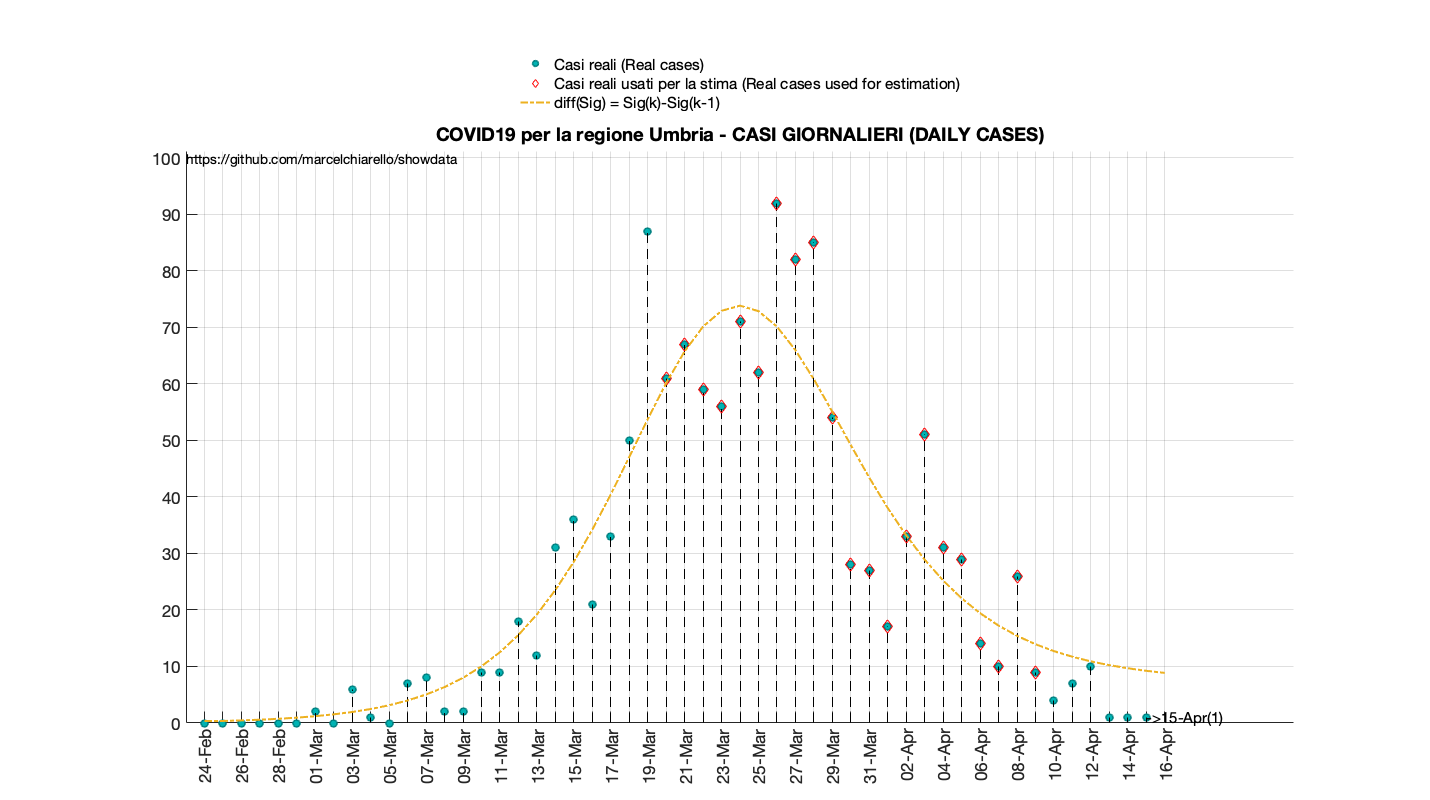 Casi reali (Real cases)
Casi reali usati per la stima (Real cases used for estimation)
diff(Sig) = Sig(k)-Sig(k-1)
COVID19 per la regione Umbria - CASI GIORNALIERI (DAILY CASES)
https://github.com/marcelchiarello/showdata
100
90
80
70
60
50
40
30
20
10
0
->15-Apr(1)
24-Feb
26-Feb
28-Feb
01-Mar
03-Mar
05-Mar
07-Mar
09-Mar
11-Mar
13-Mar
15-Mar
17-Mar
19-Mar
21-Mar
23-Mar
25-Mar
27-Mar
29-Mar
31-Mar
02-Apr
04-Apr
06-Apr
08-Apr
10-Apr
12-Apr
14-Apr
16-Apr